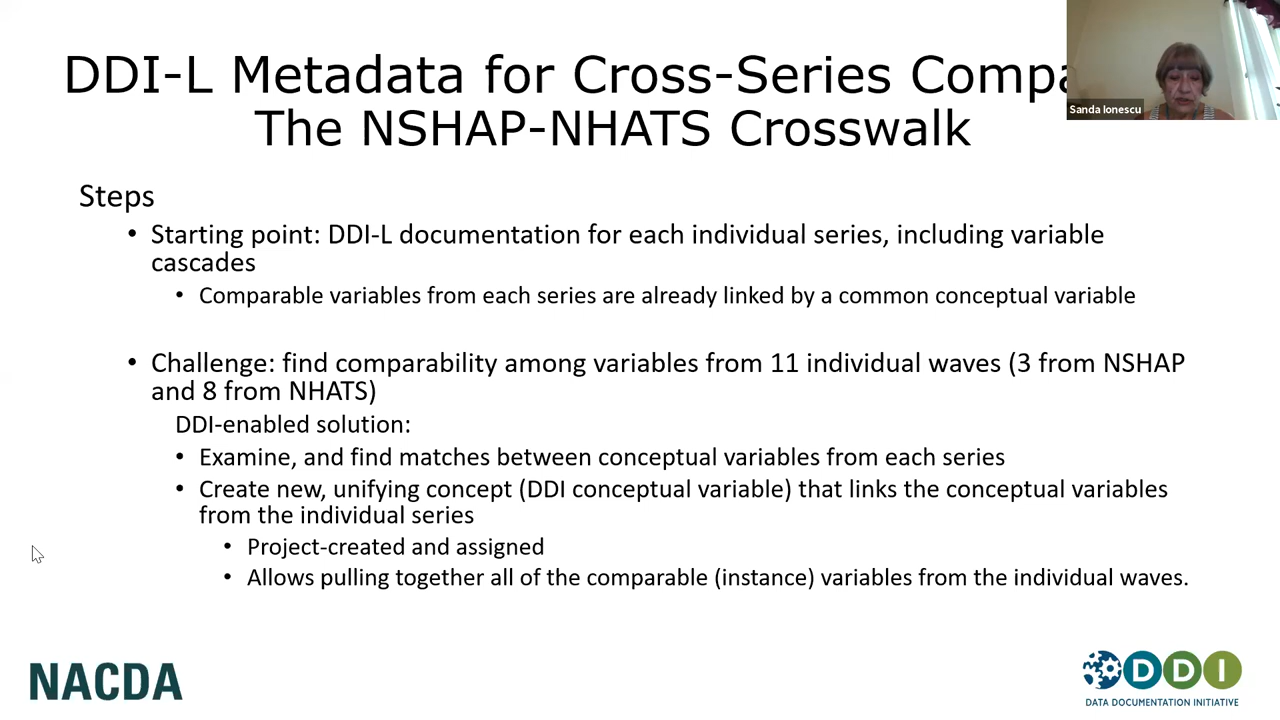 DDI-L Metadata for Cross-Series Compa
The NSHAP-NHATS Crosswalk
Sanda Ionescu
Steps
• Starting point: DDI-L documentation for each individual series, including variable
cascades
• Comparable variables from each series are already linked by a common conceptual variable
• Challenge: find comparability among variables from 11 individual waves (3 from NSHAP
and 8 from NHATS)
DDI-enabled solution:
• Examine, and find matches between conceptual variables from each series
• Create new, unifying concept (DDI conceptual variable) that links the conceptual variables
from the individual series
• Project-created and assigned
• Allows pulling together all of the comparable (instance) variables from the individual waves.
NACDA
DDI
DATA DOCUMENTATION INITIATIVE